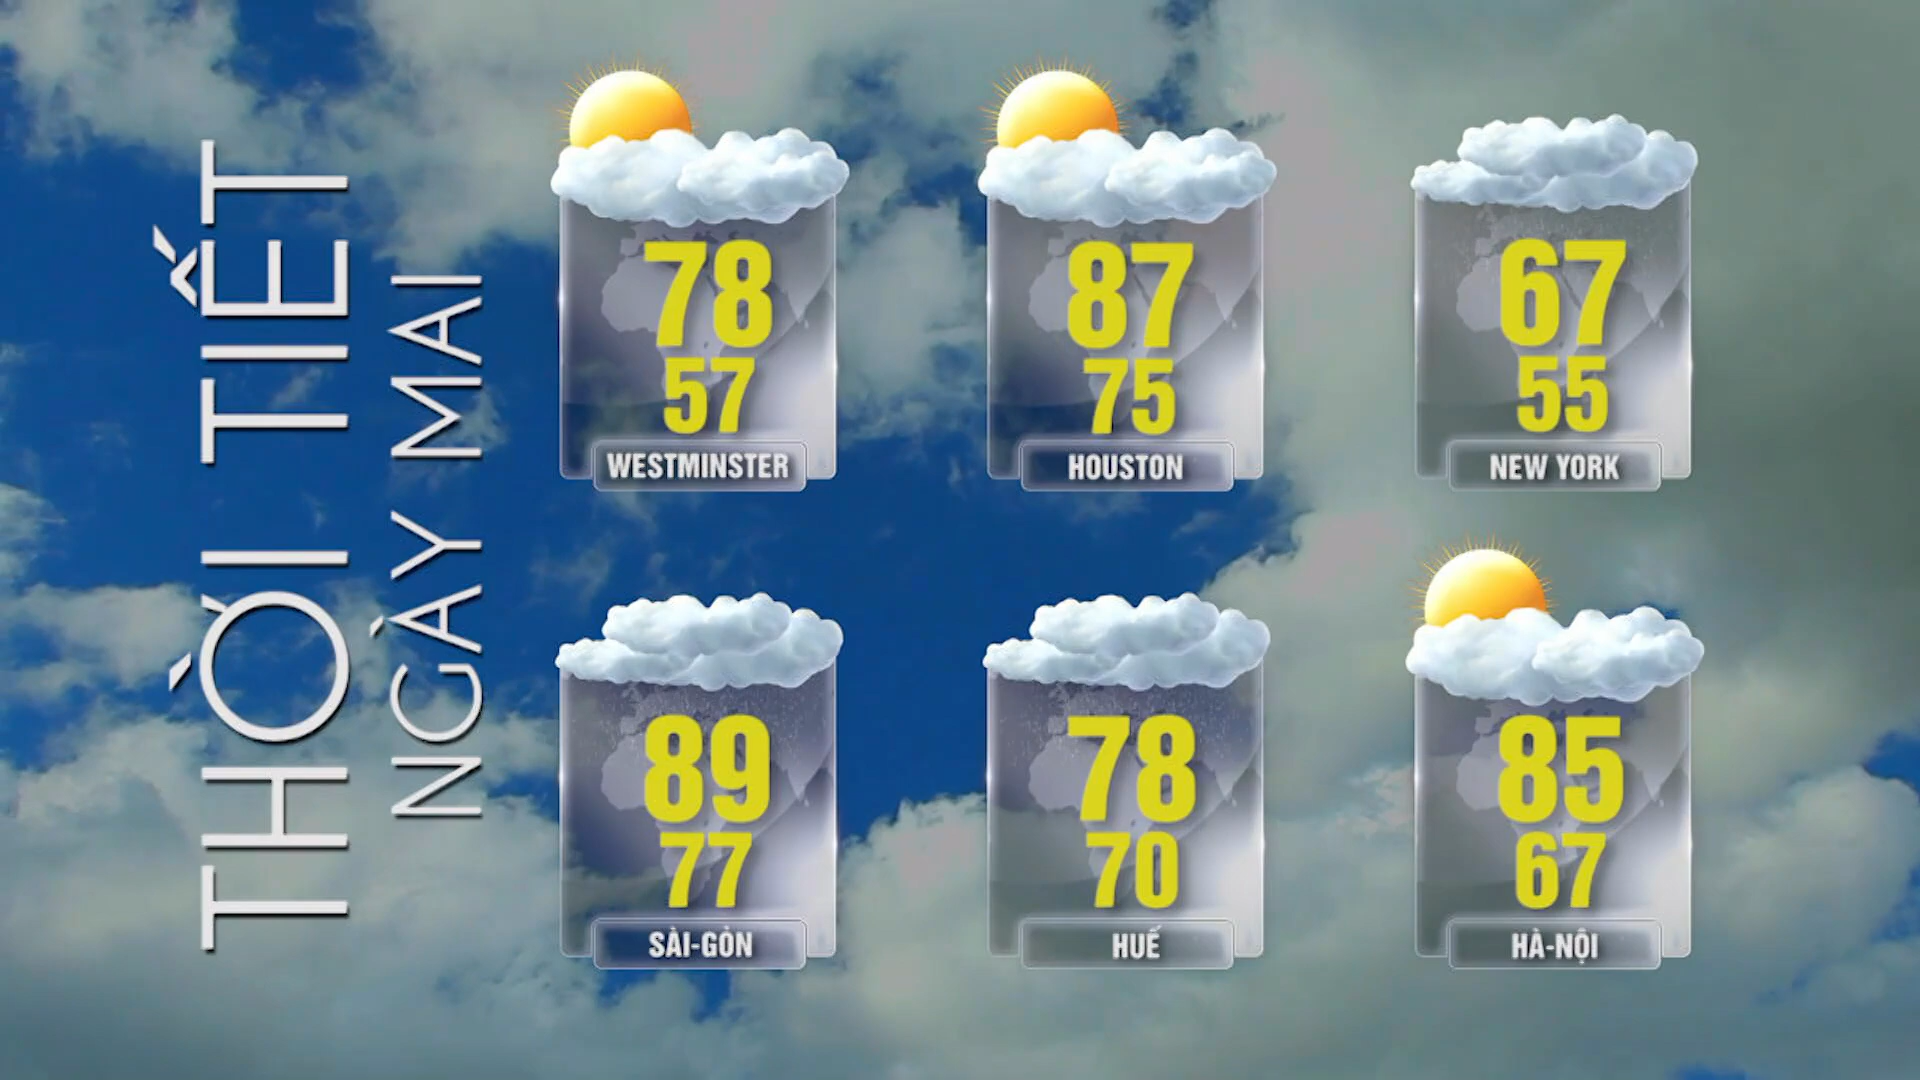 THỜI TIẾT
NGÀY MAI
78
57
WESTMINSTER
87
75
HOUSTON
67
55
NEW YORK
89
77
SÀI-GÒN
78
70
HUẾ
85
67
HÀ-NỘI